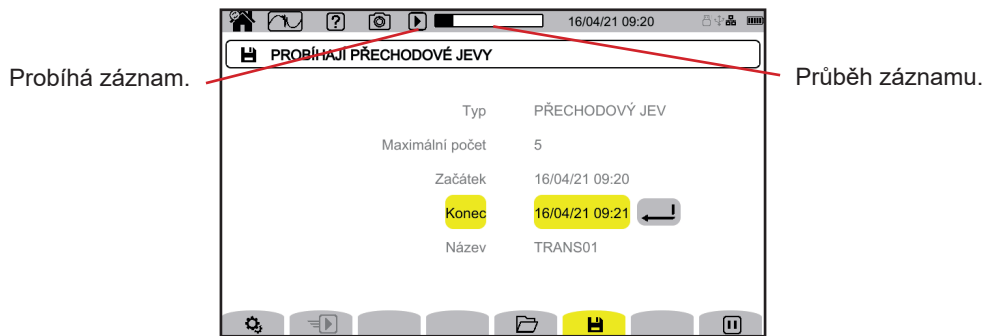 16/04/21 09:20
PROBÍHAJÍ PŘECHODOVÉ JEVY
Probíhá záznam.
Průběh záznamu.
Typ PŘECHODOVÝ JEV
Maximální počet 5
Začátek 16/04/21 09:20
Konec 16/04/21 09:21
Název TRANS01